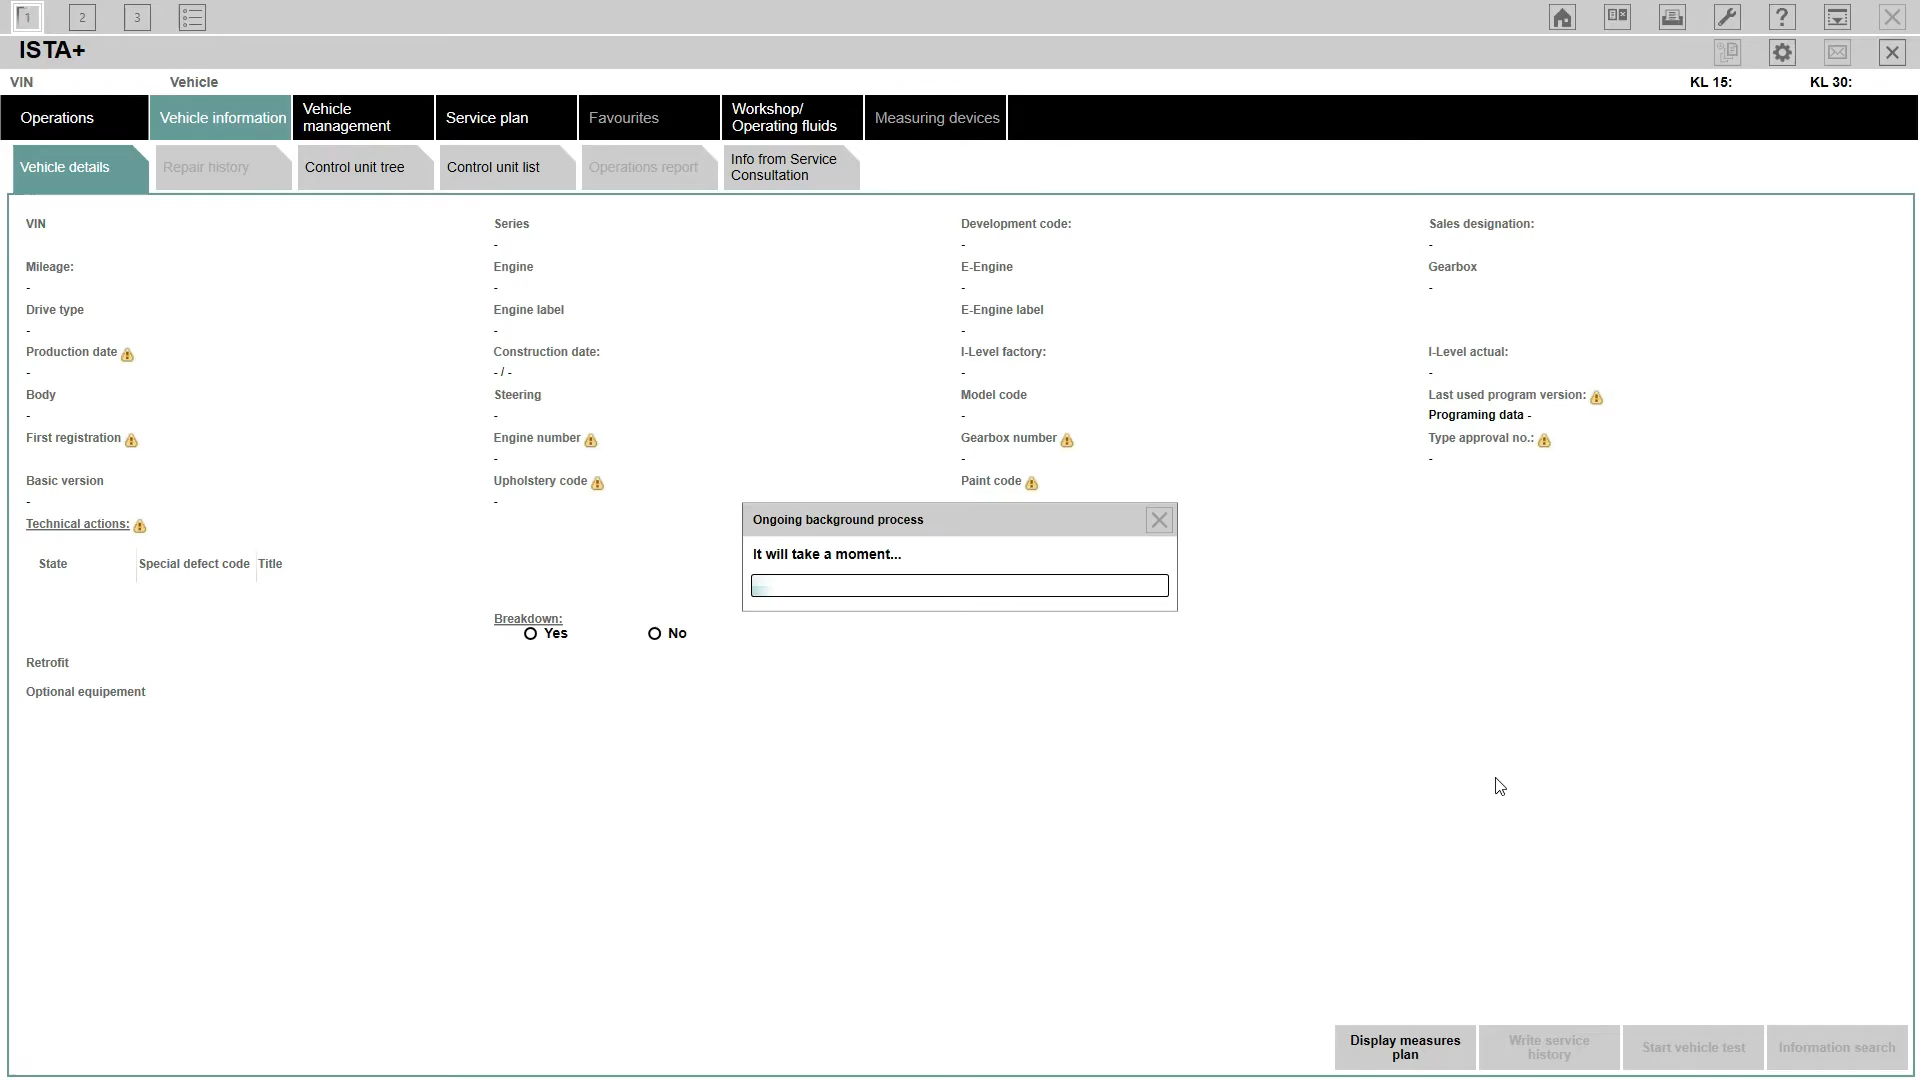 1
2
3
ISTA+
VIN
Vehicle
KL 15:
KL 30:
Operations
Vehicle information
Vehicle
management
Service plan
Favourites
Workshop/
Operating fluids
Measuring devices
Vehicle details
Repair history
Control unit tree
Control unit list
Operations report
Info from Service
Consultation
VIN
Series
-
Development code:
-
Sales designation:
-
Mileage:
-
Engine
-
E-Engine
-
Gearbox
-
Drive type
-
Engine label
-
E-Engine label
-
Production date
-
Construction date:
- / -
I-Level factory:
-
I-Level actual:
-
Body
-
Steering
-
Model code
-
Last used program version:
Programing data -
First registration
Engine number
-
Gearbox number
-
Type approval no.:
-
Basic version
-
Upholstery code
-
Paint code
Technical actions:
State
Special defect code
Title
Ongoing background process
It will take a moment...
Breakdown:
Yes
No
Retrofit
Optional equipement
Display measures
plan
Write service
history
Start vehicle test
Information search